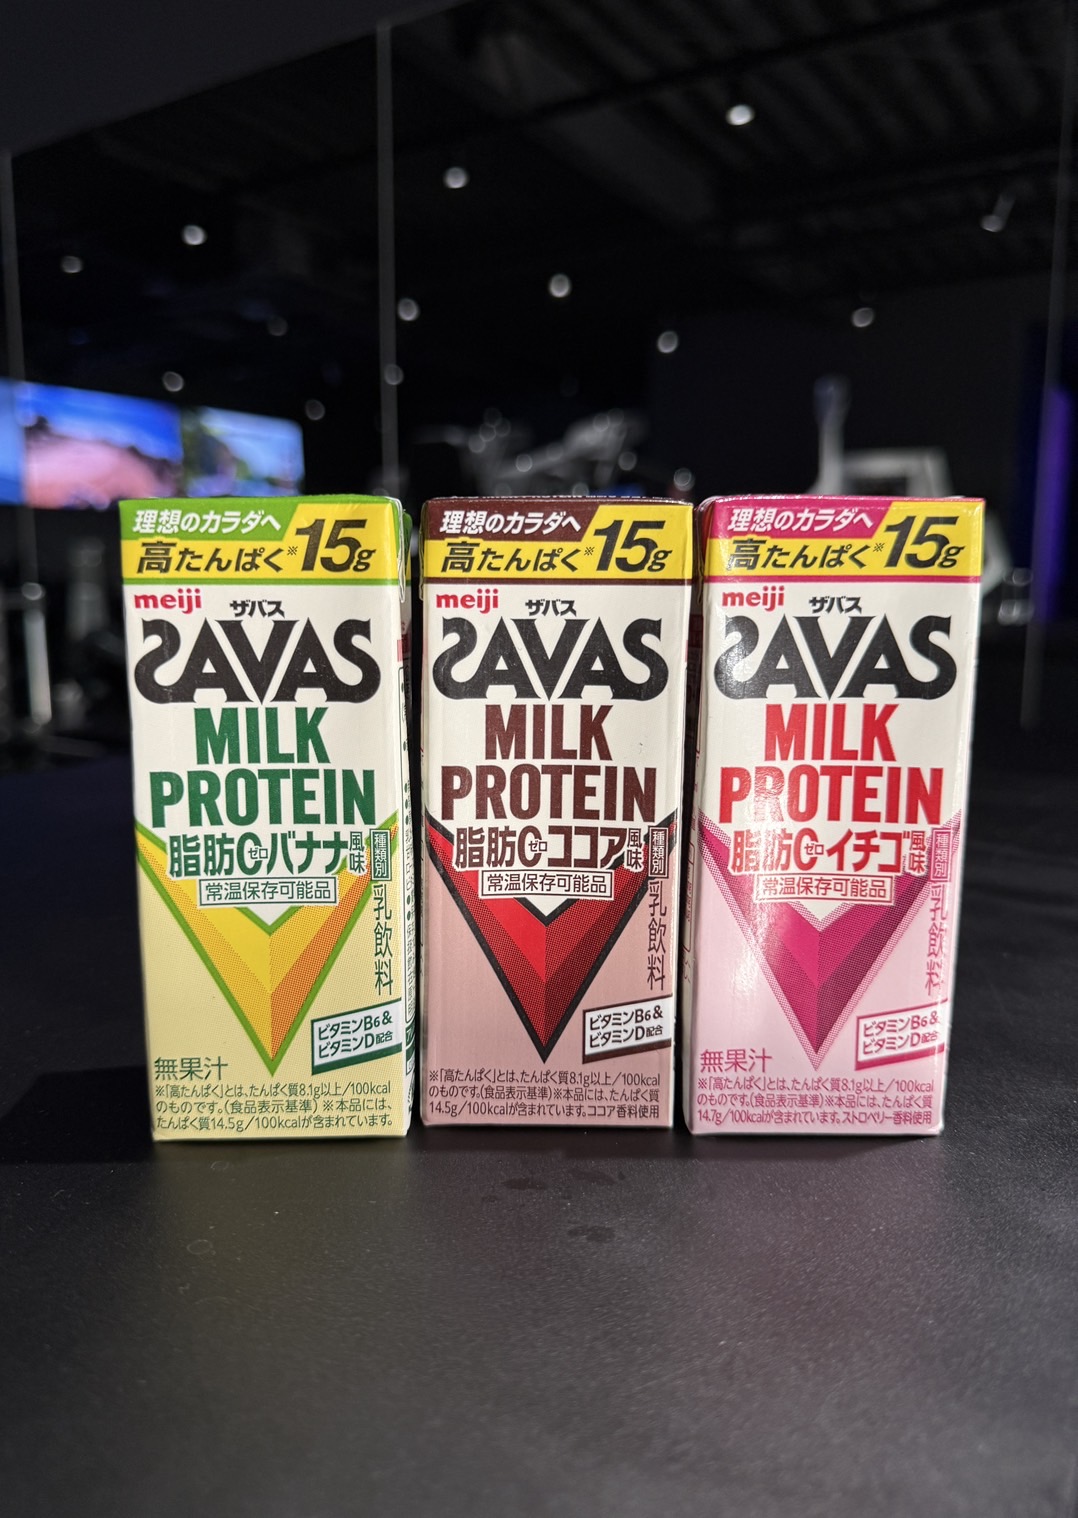 理想のカラダへ
高たんぱく※15g
meiji
ザバス
SAVAS
MILK
PROTEIN
脂肪0ゼロバナナ風味
常温保存可能品
種類別 乳飲料
ビタミンB6&
ビタミンD配合
無果汁
※「高たんぱく」とは、たんぱく質8.1g以上/100kcal
のものです。(食品表示基準) ※本品には、
たんぱく質14.5g/100kcalが含まれています。
理想のカラダへ
高たんぱく※15g
meiji
ザバス
SAVAS
MILK
PROTEIN
脂肪0ゼロココア風味
常温保存可能品
種類別 乳飲料
ビタミンB6&
ビタミンD配合
※「高たんぱく」とは、たんぱく質8.1g以上/100kcal
のものです。(食品表示基準)※本品には、たんぱく質
14.5g/100kcalが含まれています。ココア香料使用
理想のカラダへ
高たんぱく※15g
meiji
ザバス
SAVAS
MILK
PROTEIN
脂肪0ゼロイチゴ風味
常温保存可能品
種類別 乳飲料
ビタミンB6&
ビタミンD配合
無果汁
※「高たんぱく」とは、たんぱく質8.1g以上/100kcal
のものです。(食品表示基準)※本品には、たんぱく質
14.7g/100kcalが含まれています。ストロベリー香料使用